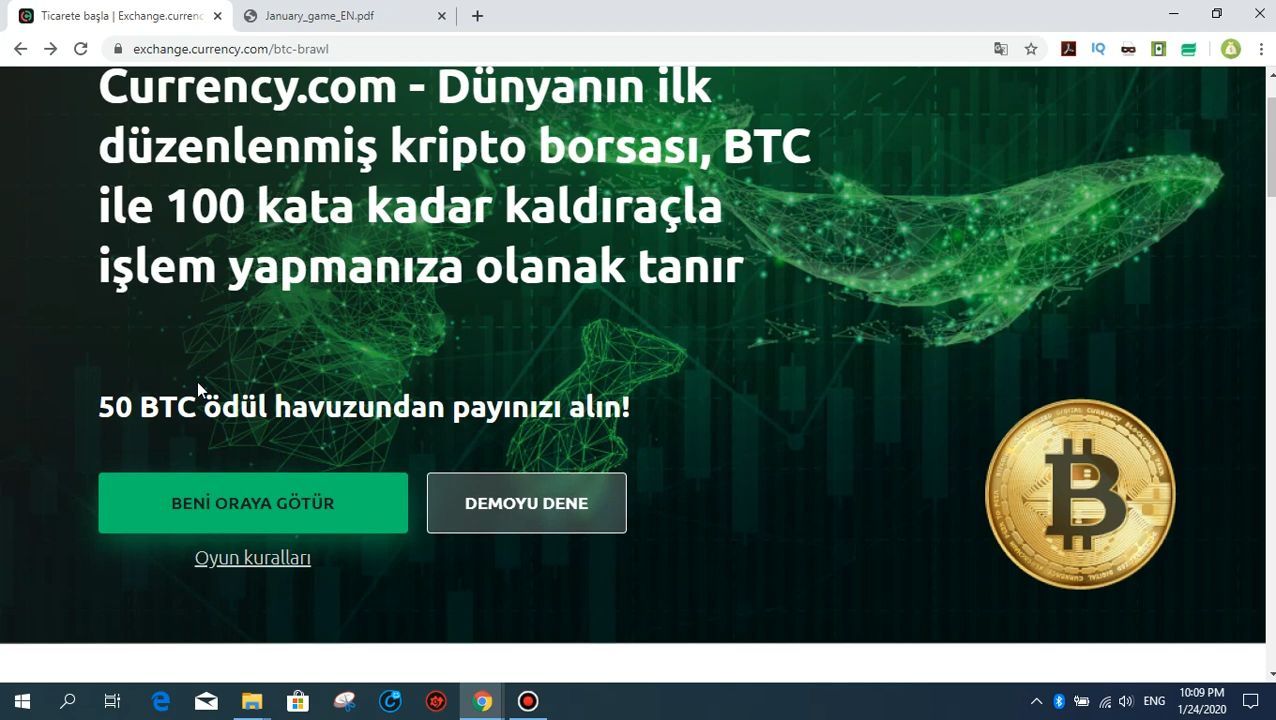 Ticarete başla | Exchange.currenc
January_game_EN.pdf
exchange.currency.com/btc-brawl
IQ
Currency.com - Dünyanın ilk
düzenlenmiş kripto borsası, BTC
ile 100 kata kadar kaldıraçla
işlem yapmanıza olanak tanır
50 BTC ödül havuzundan payınızı alın!
BENİ ORAYA GÖTÜR
DEMOYU DENE
Oyun kuralları
ENG
10:09 PM
1/24/2020